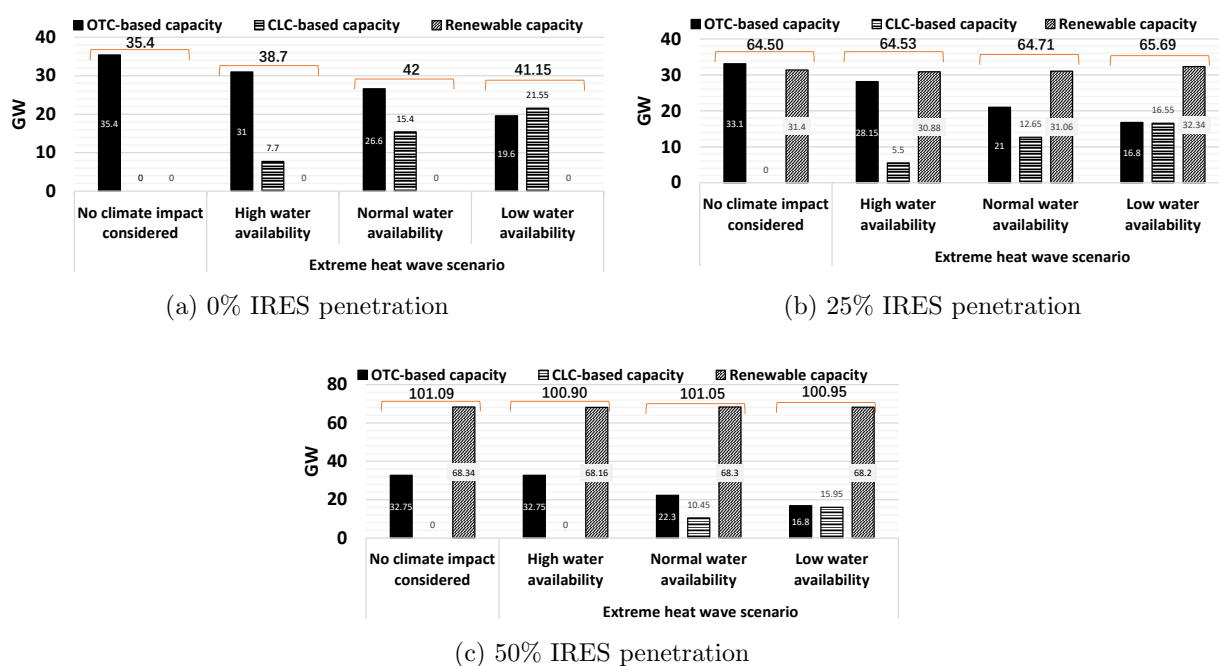 OTC-based capacity CLC-based capacity Renewable capacity
35.4 38.7 42 41.15
GW
40
30
20
10
0
35.4 0 0 31 7.7 0 26.6 15.4 0 19.6 21.55 0
No climate impact considered High water availability Normal water availability Low water availability
Extreme heat wave scenario
(a) 0% IRES penetration
OTC-based capacity CLC-based capacity Renewable capacity
64.50 64.53 64.71 65.69
GW
40
30
20
10
0
33.1 0 31.4 28.15 5.5 30.88 21 12.65 31.06 16.8 16.55 32.34
No climate impact considered High water availability Normal water availability Low water availability
Extreme heat wave scenario
(b) 25% IRES penetration
OTC-based capacity CLC-based capacity Renewable capacity
101.09 100.90 101.05 100.95
GW
80
60
40
20
0
32.75 0 68.34 32.75 0 68.16 22.3 10.45 68.3 16.8 15.95 68.2
No climate impact considered High water availability Normal water availability Low water availability
Extreme heat wave scenario
(c) 50% IRES penetration